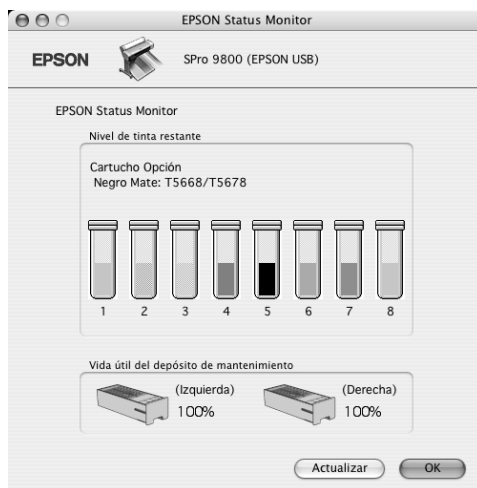 EPSON Status Monitor
EPSON
SPro 9800 (EPSON USB)
EPSON Status Monitor
Nivel de tinta restante
Cartucho Opción
Negro Mate: T5668/T5678
1 2 3 4 5 6 7 8
Vida útil del depósito de mantenimiento
(Izquierda)
100%
(Derecha)
100%
Actualizar
OK